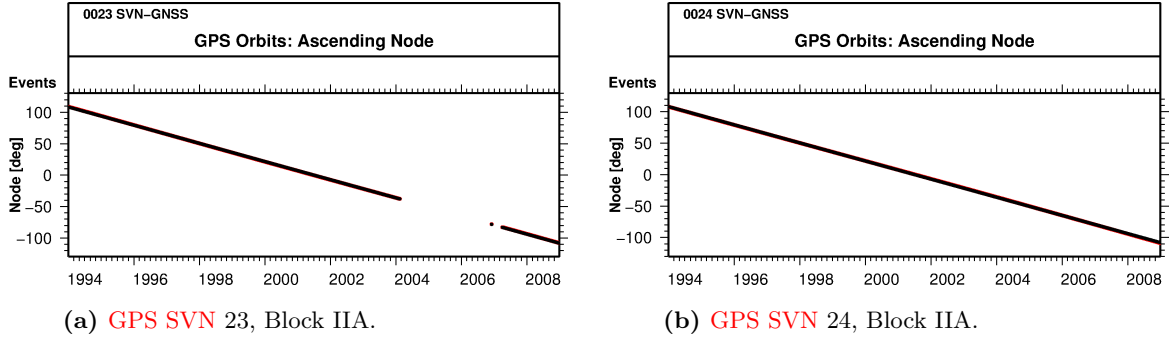 0023 SVN−GNSS
GPS Orbits: Ascending Node
Events
100
50
0
−50
−100
Node [deg]
1994 1996 1998 2000 2002 2004 2006 2008
(a) GPS SVN 23, Block IIA.
0024 SVN−GNSS
GPS Orbits: Ascending Node
Events
100
50
0
−50
−100
Node [deg]
1994 1996 1998 2000 2002 2004 2006 2008
(b) GPS SVN 24, Block IIA.